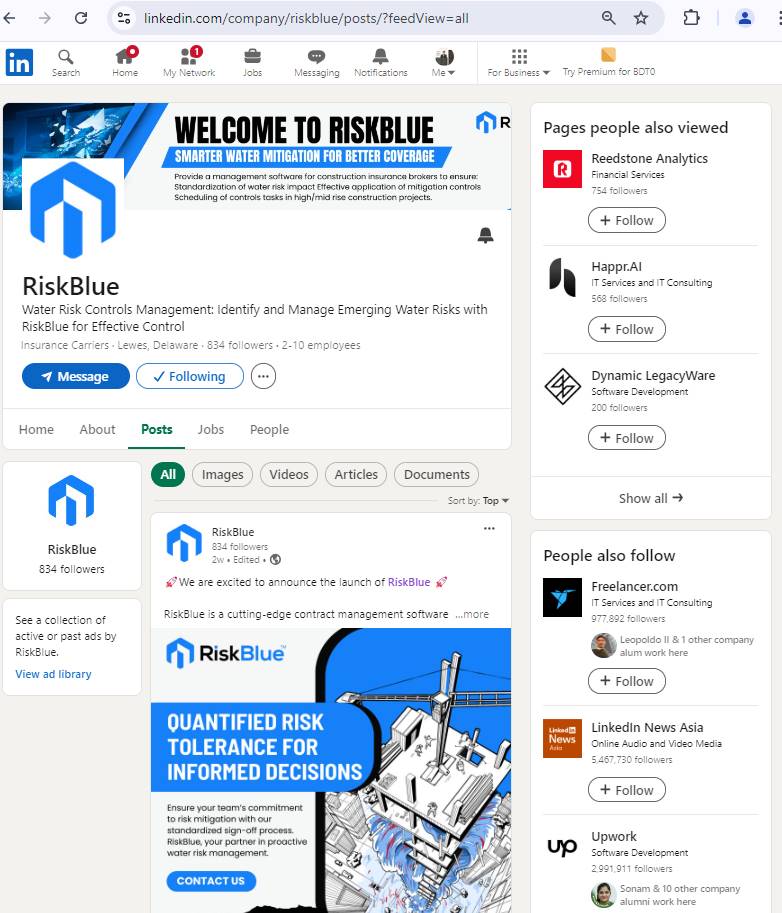 linkedin.com/company/riskblue/posts/?feedView=all
in
Search
Home
1
My Network
Jobs
Messaging
Notifications
Me
For Business
Try Premium for BDT0
WELCOME TO RISKBLUE
SMARTER WATER MITIGATION FOR BETTER COVERAGE
Provide a management software for construction insurance brokers to ensure:
Standardization of water risk impact Effective application of mitigation controls
Scheduling of controls tasks in high/mid rise construction projects.
R
RiskBlue
Water Risk Controls Management: Identify and Manage Emerging Water Risks with
RiskBlue for Effective Control
Insurance Carriers · Lewes, Delaware · 834 followers · 2-10 employees
Message
Following
Home
About
Posts
Jobs
People
RiskBlue
834 followers
See a collection of
active or past ads by
RiskBlue.
View ad library
All
Images
Videos
Articles
Documents
Sort by: Top
RiskBlue
834 followers
2w • Edited •
🚀We are excited to announce the launch of RiskBlue 🚀
RiskBlue is a cutting-edge contract management software ...more
RiskBlue™
QUANTIFIED RISK
TOLERANCE FOR
INFORMED DECISIONS
Ensure your team's commitment
to risk mitigation with our
standardized sign-off process.
RiskBlue, your partner in proactive
water risk management.
CONTACT US
Pages people also viewed
Reedstone Analytics
Financial Services
754 followers
+ Follow
Happr.AI
IT Services and IT Consulting
568 followers
+ Follow
Dynamic LegacyWare
Software Development
200 followers
+ Follow
Show all →
People also follow
Freelancer.com
IT Services and IT Consulting
977,892 followers
Leopoldo II & 1 other company
alum work here
+ Follow
Linked in
News
Asia
LinkedIn News Asia
Online Audio and Video Media
5,467,730 followers
+ Follow
up
Upwork
Software Development
2,991,911 followers
Sonam & 10 other company
alumni work here